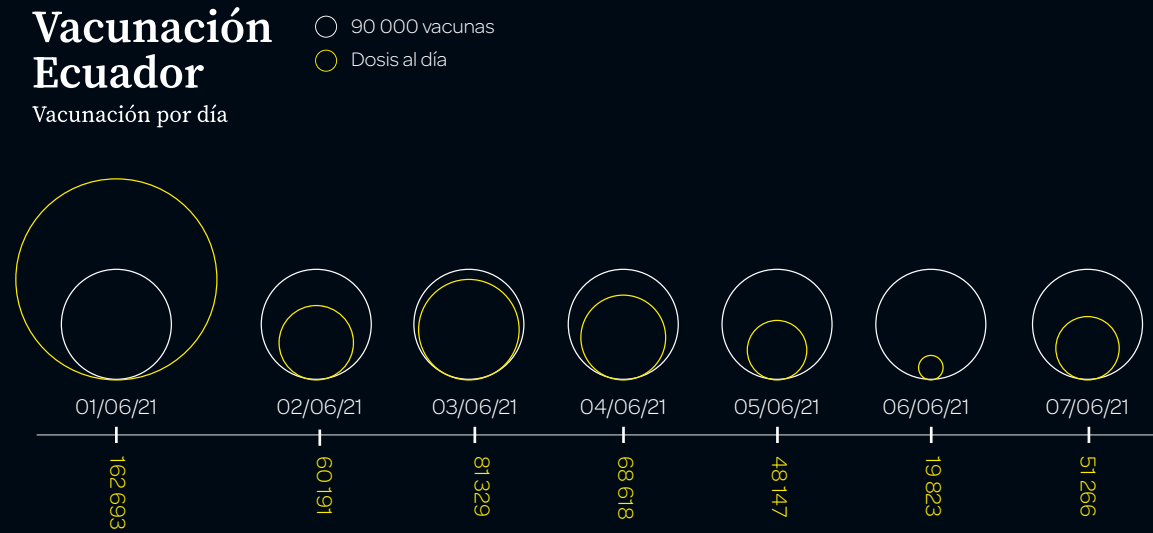 Vacunación
Ecuador
Vacunación por día
90 000 vacunas
Dosis al día
01/06/21
02/06/21
03/06/21
04/06/21
05/06/21
06/06/21
07/06/21
162 693
60 191
81 329
68 618
48 147
19 823
51 266